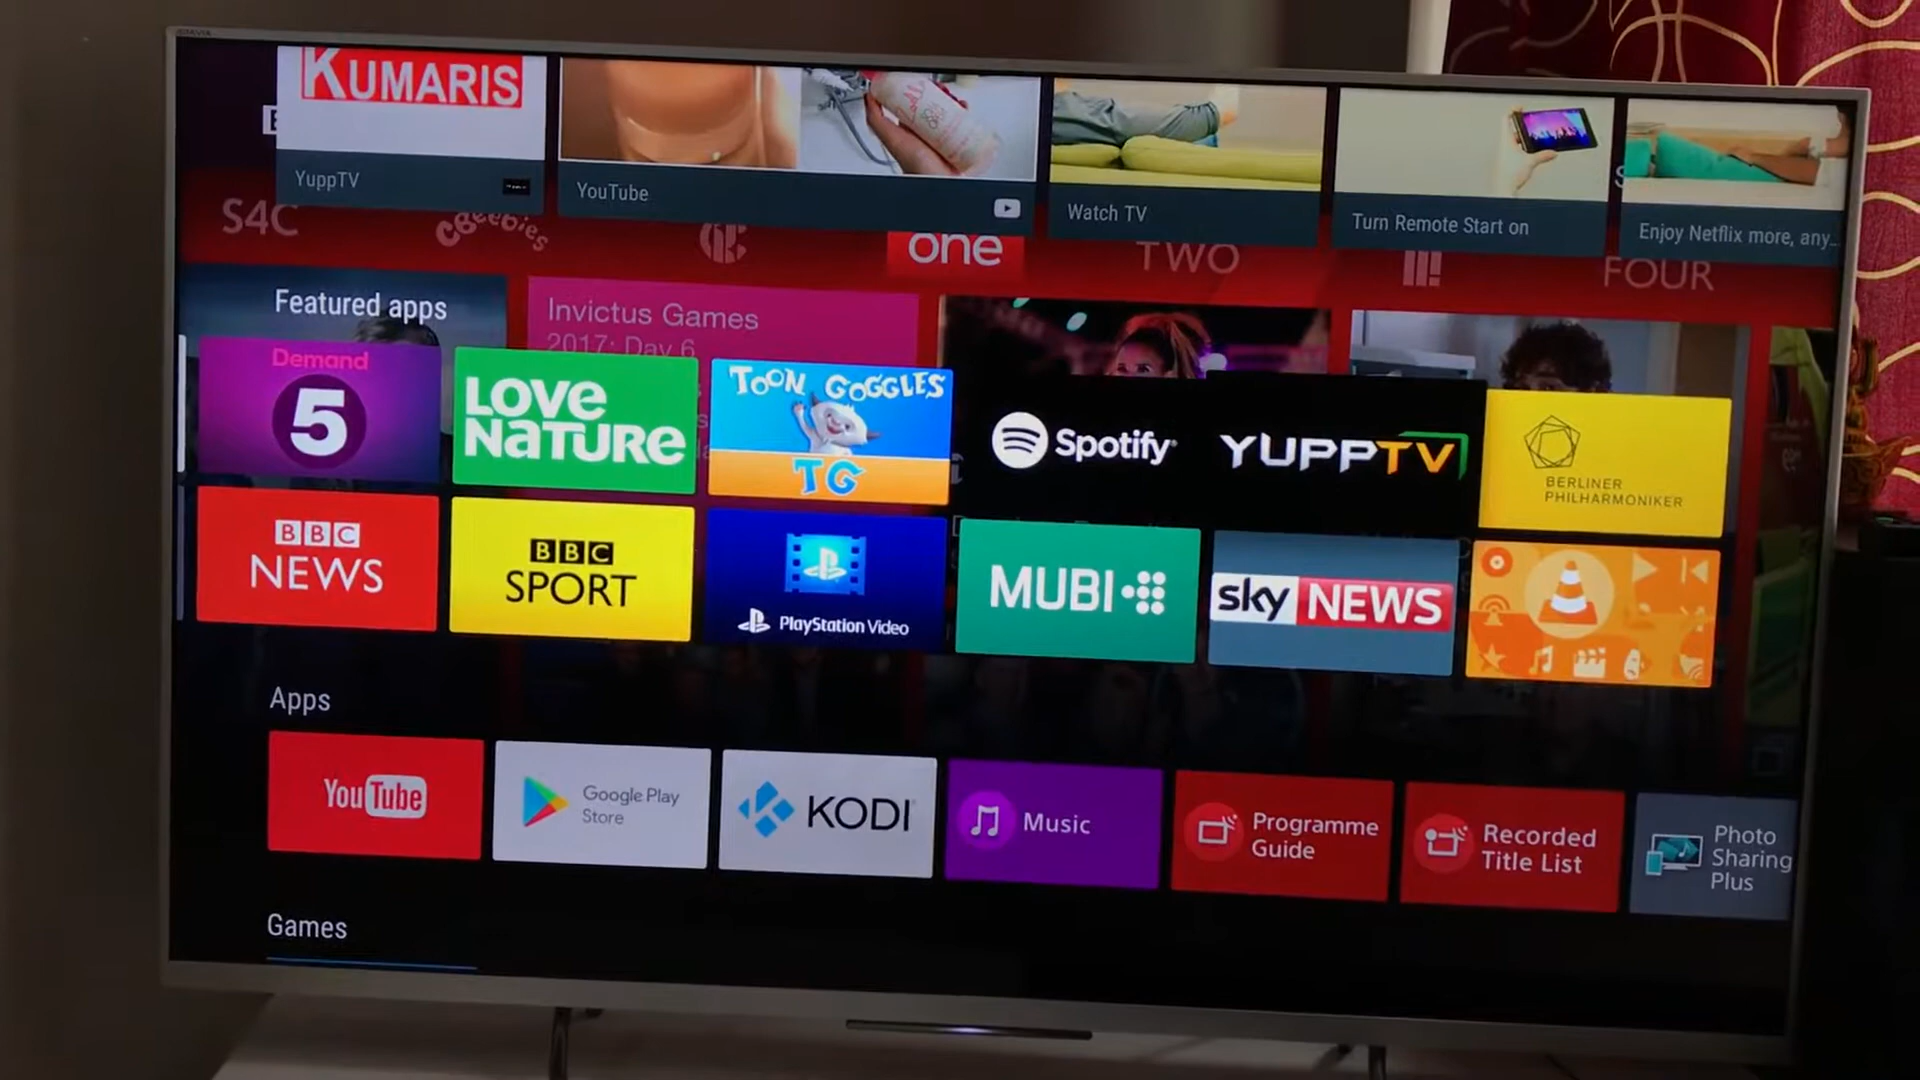 KUMARIS
YuppTV
YouTube
Watch TV
Turn Remote Start on
Enjoy Netflix more, any...
S4C
CBeebies
one
TWO
FOUR
Featured apps
Invictus Games
2017: Day 6
Demand
5
LOVE
NATURE
TOON GOGGLES
TG
Spotify
YUPPTV
BERLINER
PHILHARMONIKER
BBC
NEWS
BBC
SPORT
PlayStation Video
MUBI
sky NEWS
Apps
YouTube
Google Play
Store
KODI
Music
Programme
Guide
Recorded
Title List
Photo
Sharing
Plus
Games